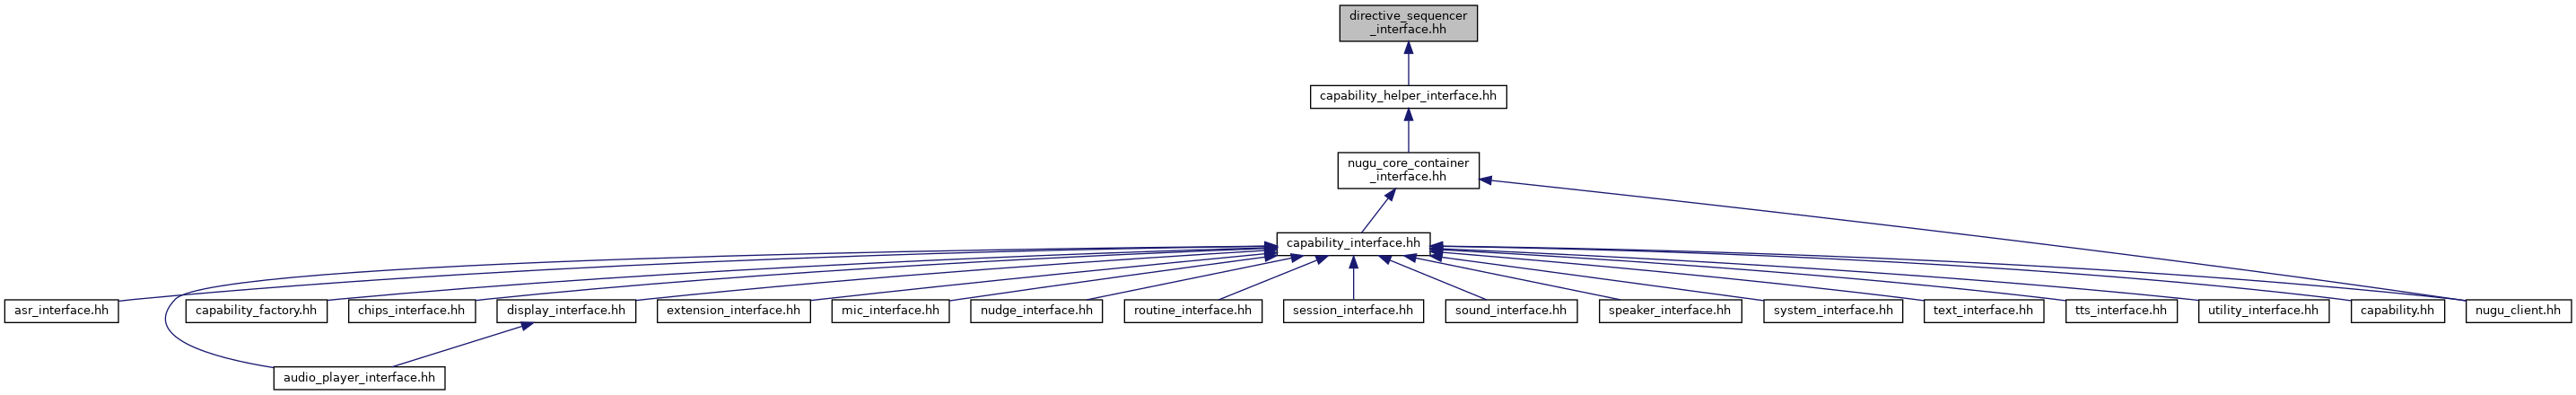 directive_sequencer
_interface.hh
capability_helper_interface.hh
nugu_core_container
_interface.hh
capability_interface.hh
asr_interface.hh
capability_factory.hh
chips_interface.hh
display_interface.hh
extension_interface.hh
mic_interface.hh
nudge_interface.hh
routine_interface.hh
session_interface.hh
sound_interface.hh
speaker_interface.hh
system_interface.hh
text_interface.hh
tts_interface.hh
utility_interface.hh
capability.hh
nugu_client.hh
audio_player_interface.hh